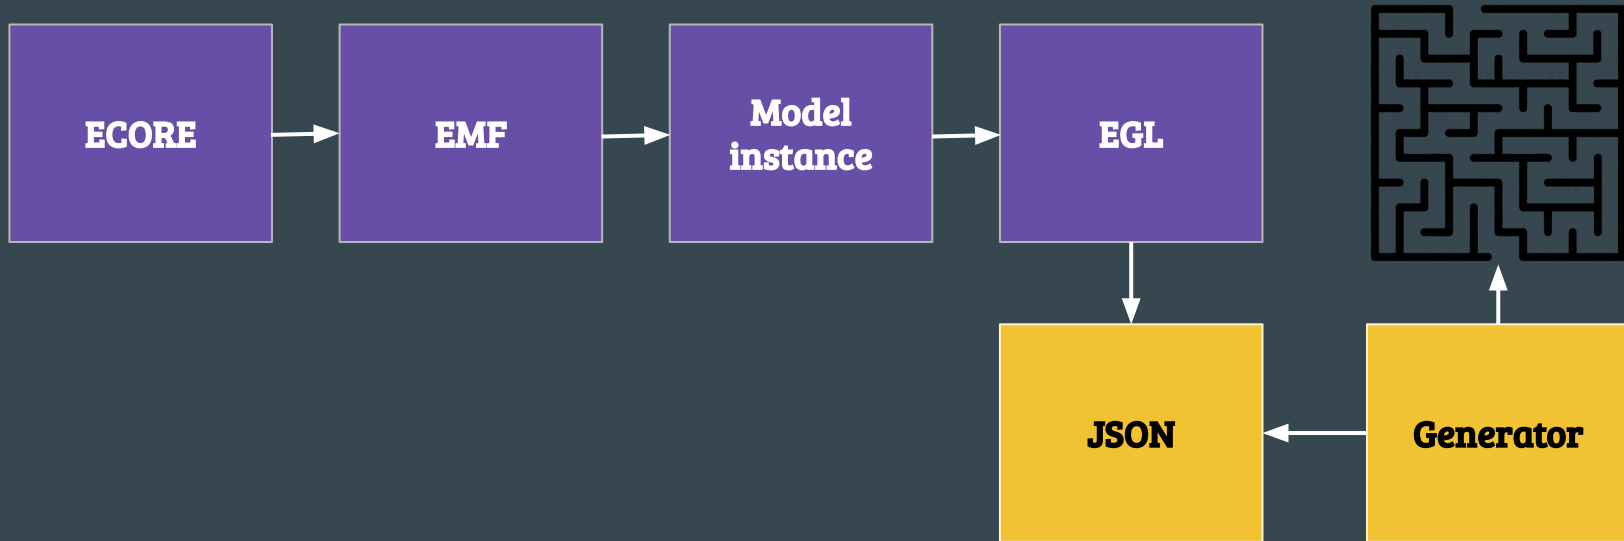 ECORE
EMF
Model
instance
EGL
JSON
Generator